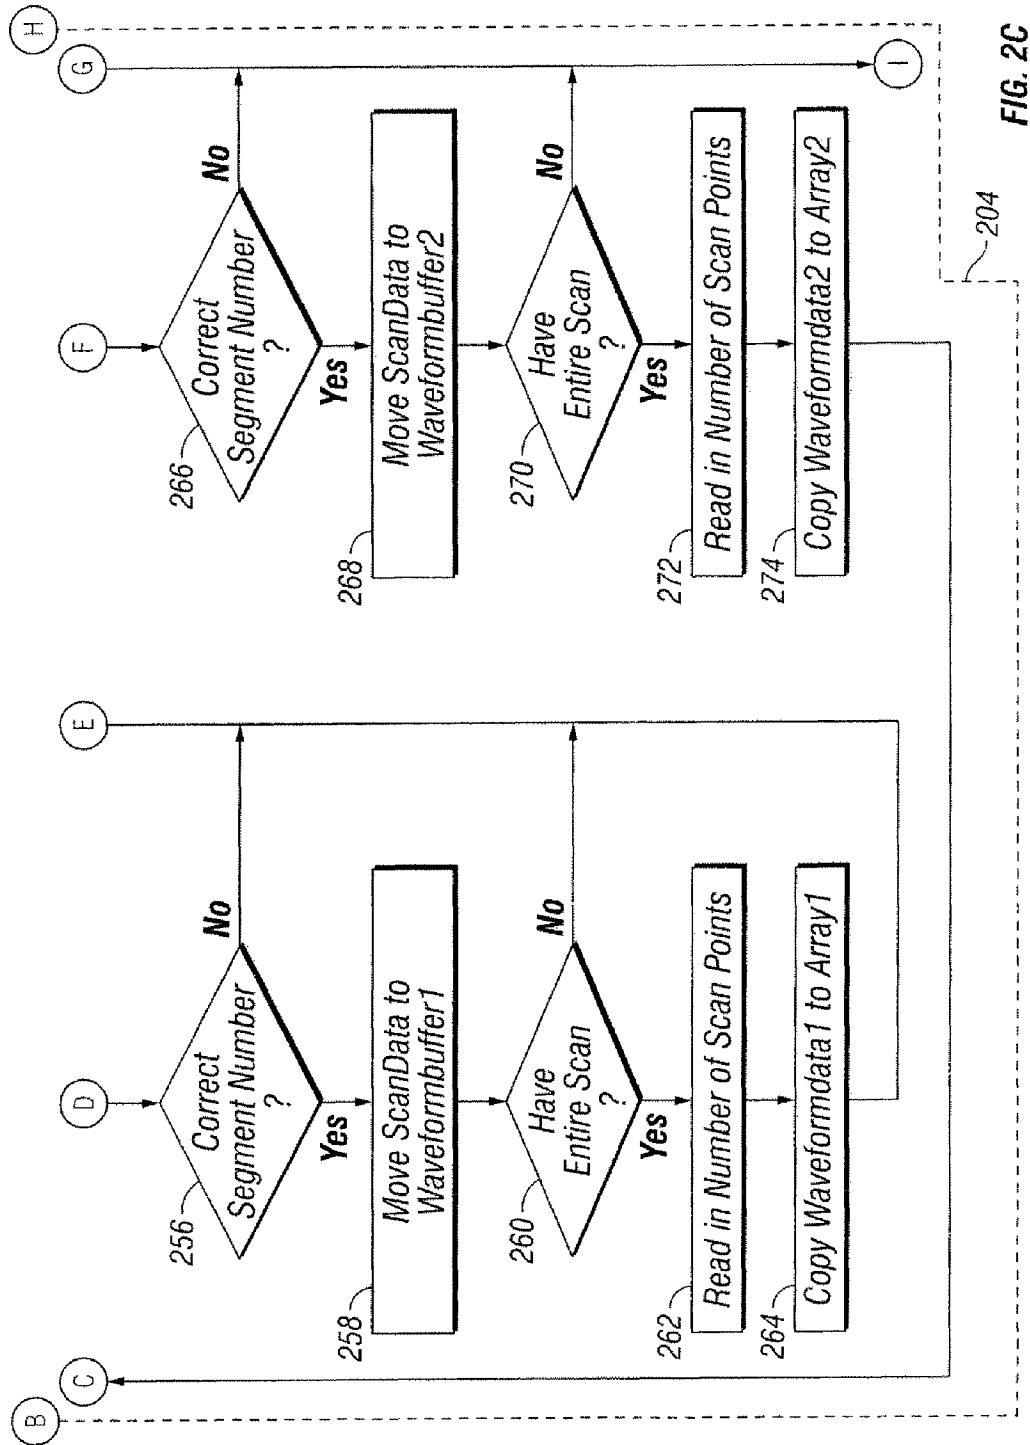 B
C
D
E
F
G
H
256
Correct
Segment Number
?
No
Yes
258
Move ScanData to
Waveformbuffer1
260
Have
Entire Scan
?
No
Yes
262
Read in Number of Scan Points
264
Copy Waveformdata1 to Array1
266
Correct
Segment Number
?
No
Yes
268
Move ScanData to
Waveformbuffer2
270
Have
Entire Scan
?
No
Yes
272
Read in Number of Scan Points
274
Copy Waveformdata2 to Array2
I
204
FIG. 2C